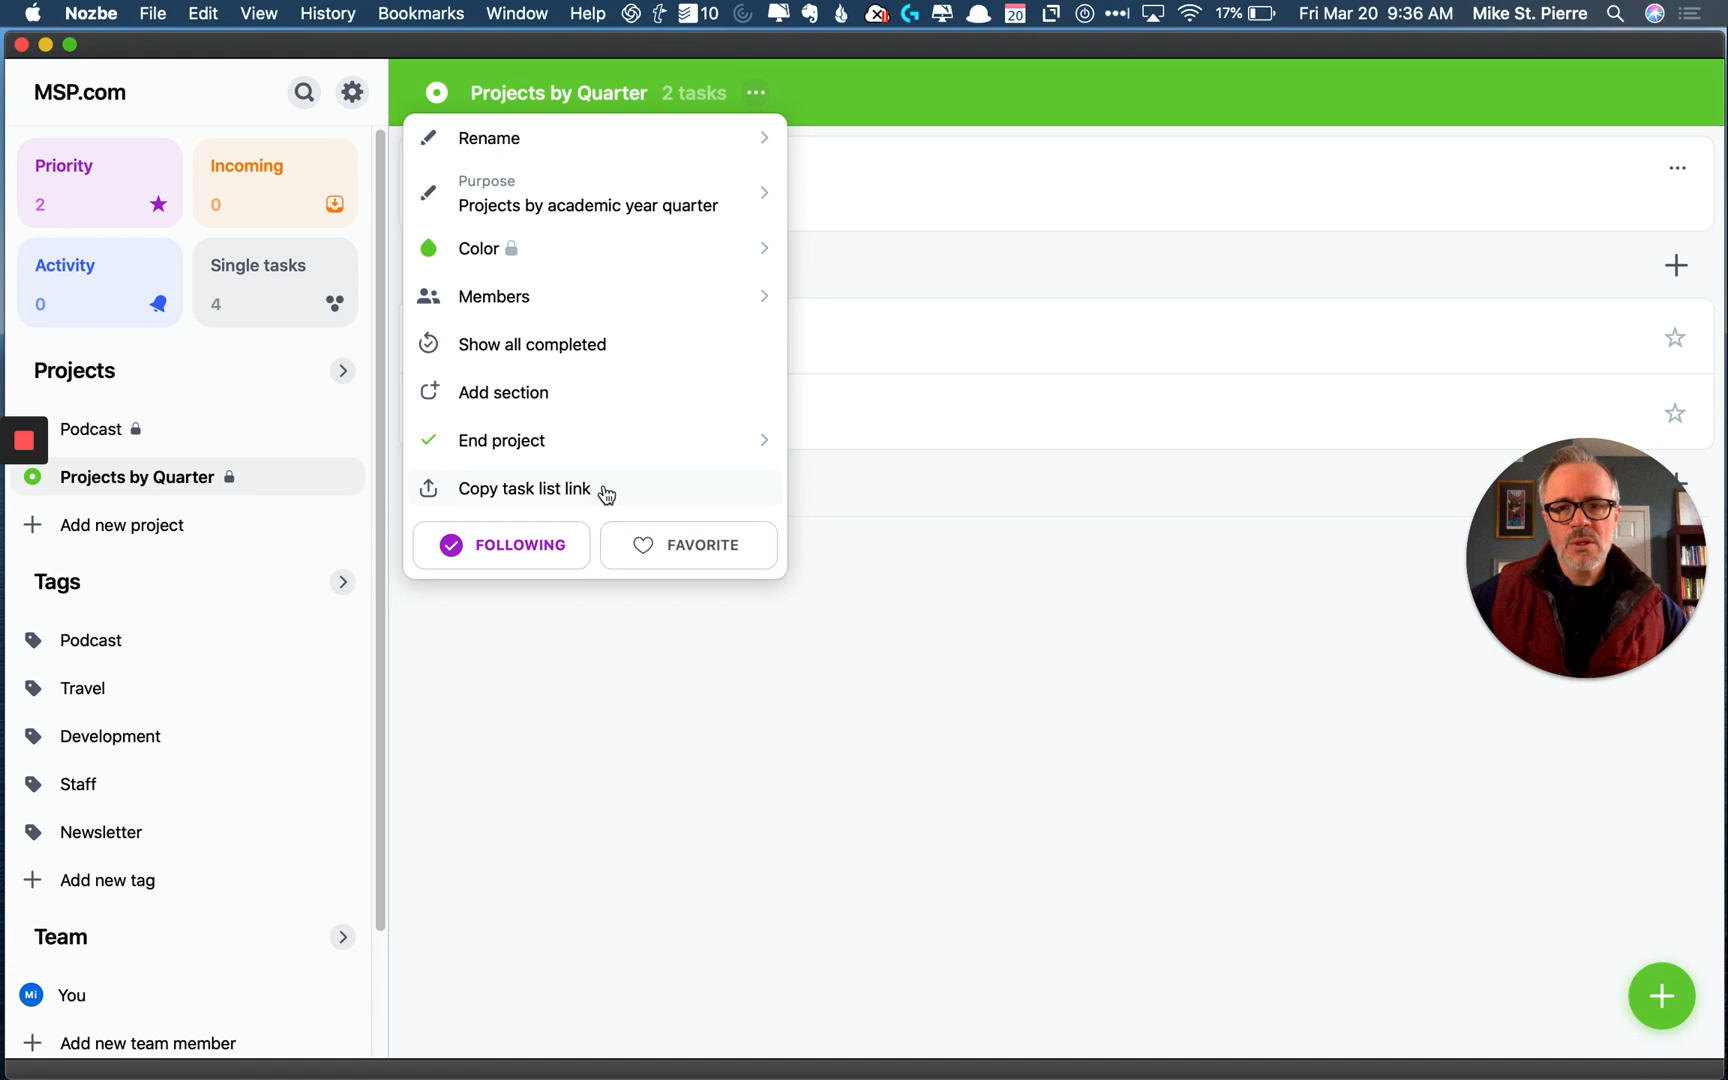 Nozbe File Edit View History Bookmarks Window Help 10 20 17% Fri Mar 20 9:36 AM Mike St. Pierre
MSP.com
Projects by Quarter 2 tasks
Priority
2
Incoming
0
Activity
0
Single tasks
4
Projects
Podcast
Projects by Quarter
Add new project
Tags
Podcast
Travel
Development
Staff
Newsletter
Add new tag
Team
Mi You
Add new team member
Rename
Purpose
Projects by academic year quarter
Color
Members
Show all completed
Add section
End project
Copy task list link
FOLLOWING
FAVORITE